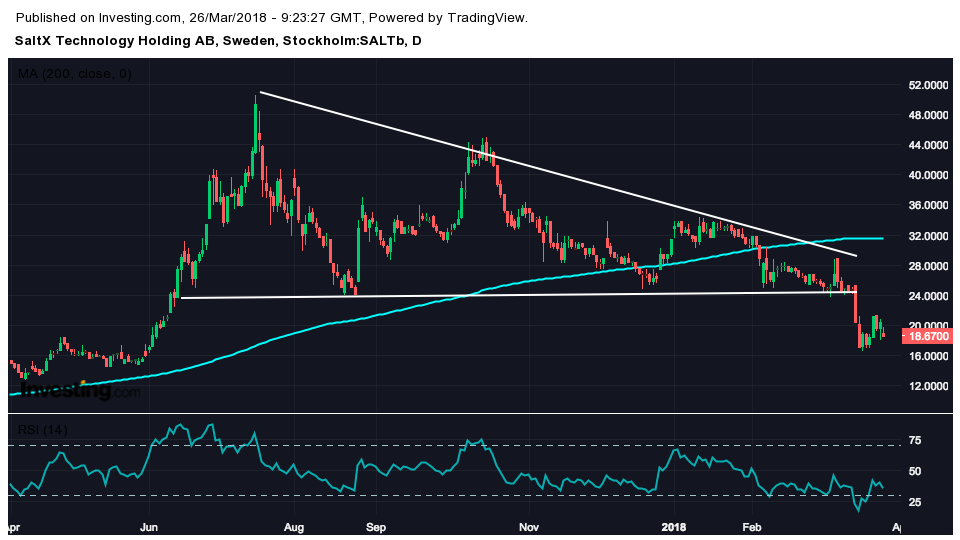 Published on Investing.com, 26/Mar/2018 - 9:23:27 GMT, Powered by TradingView.
SaltX Technology Holding AB, Sweden, Stockholm:SALTb, D
MA (200, close, 0)
52.0000
48.0000
44.0000
40.0000
36.0000
32.0000
28.0000
24.0000
20.0000
18.6700
16.0000
12.0000
Investing.com
RSI (14)
75
50
25
Apr Jun Aug Sep Nov 2018 Feb A